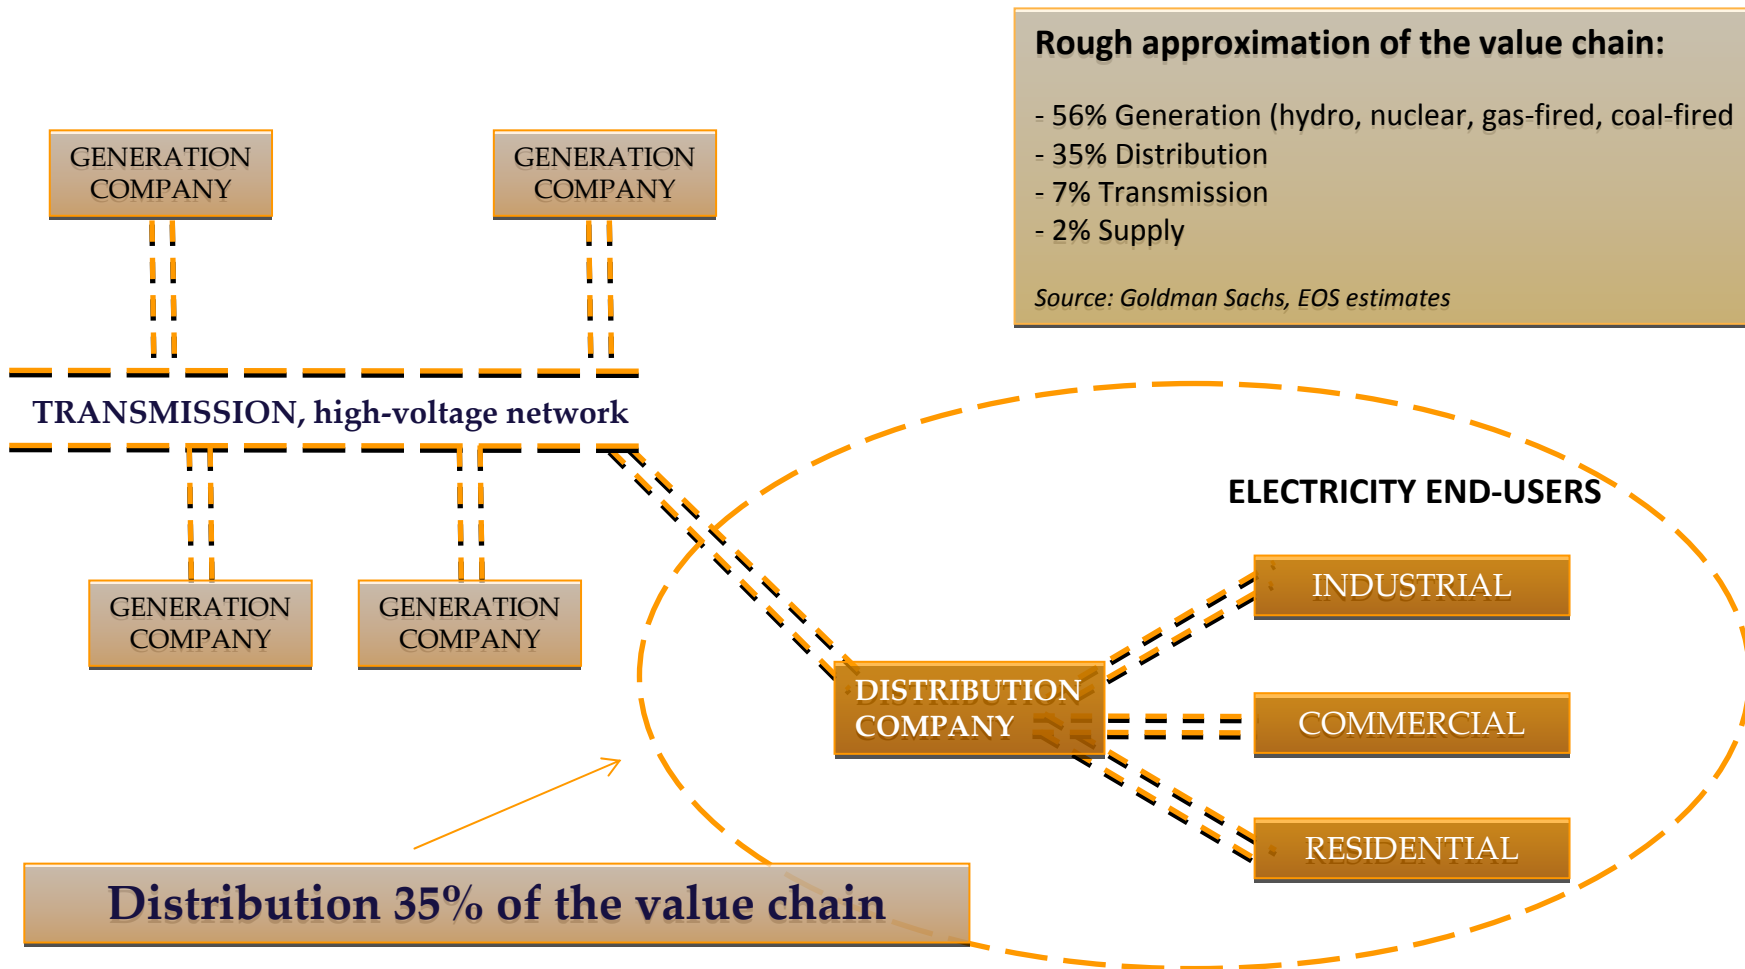 Rough approximation of the value chain:
- 56% Generation (hydro, nuclear, gas-fired, coal-fired
- 35% Distribution
- 7% Transmission
- 2% Supply
Source: Goldman Sachs, EOS estimates
GENERATION
COMPANY
GENERATION
COMPANY
TRANSMISSION, high-voltage network
GENERATION
COMPANY
GENERATION
COMPANY
ELECTRICITY END-USERS
INDUSTRIAL
DISTRIBUTION
COMPANY
COMMERCIAL
RESIDENTIAL
Distribution 35% of the value chain